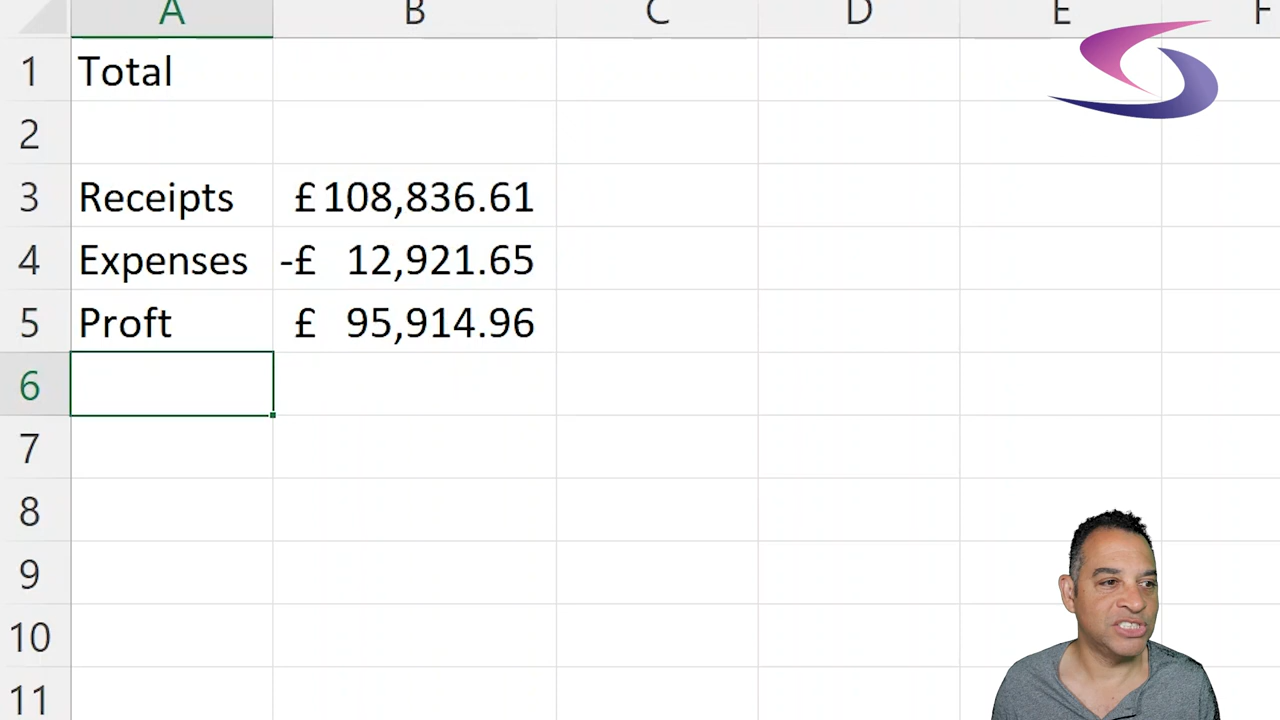 A B C D E F
1 Total
2
3 Receipts £108,836.61
4 Expenses -£ 12,921.65
5 Proft £ 95,914.96
6
7
8
9
10
11